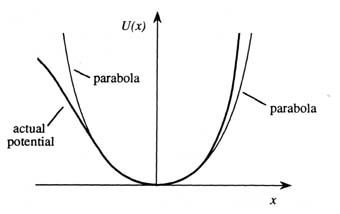 U(x)
parabola
parabola
actual
potential
x